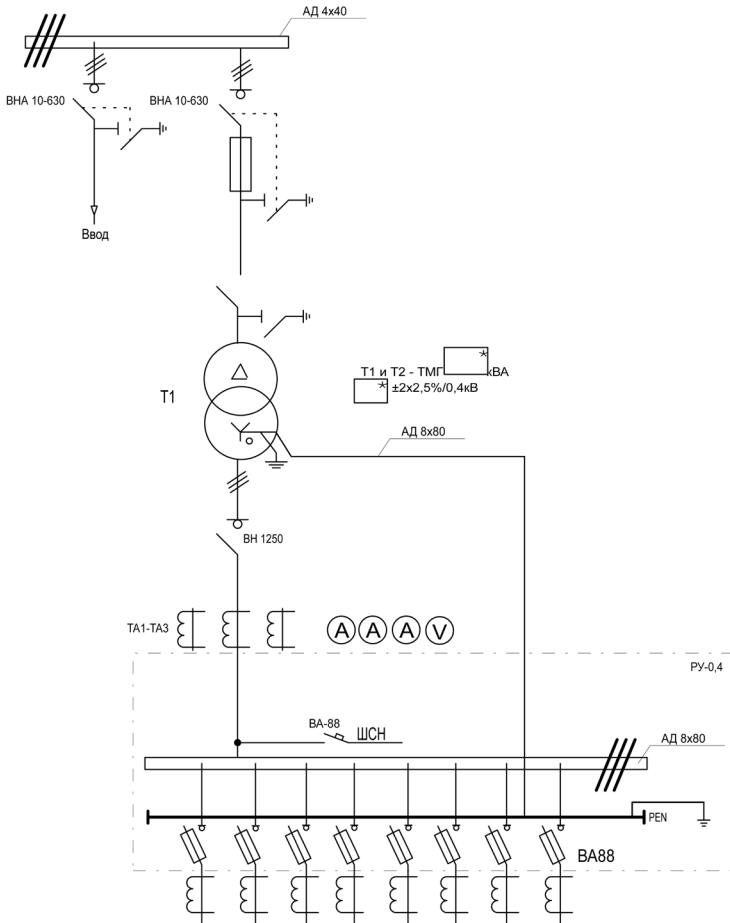 АД 4х40
ВНА 10-630
ВНА 10-630
Ввод
Т1 и Т2 - ТМГ * кВА
* ±2х2,5%/0,4кВ
Т1
АД 8х80
ВН 1250
ТА1-ТА3
A A A V
РУ-0,4
ВА-88
ШСН
АД 8х80
PEN
ВА88